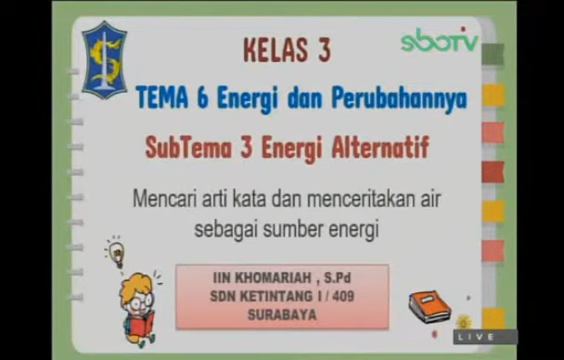 KELAS 3
sboTV
TEMA 6 Energi dan Perubahannya
SubTema 3 Energi Alternatif
Mencari arti kata dan menceritakan air
sebagai sumber energi
IIN KHOMARIAH , S.Pd
SDN KETINTANG I / 409
SURABAYA
LIVE